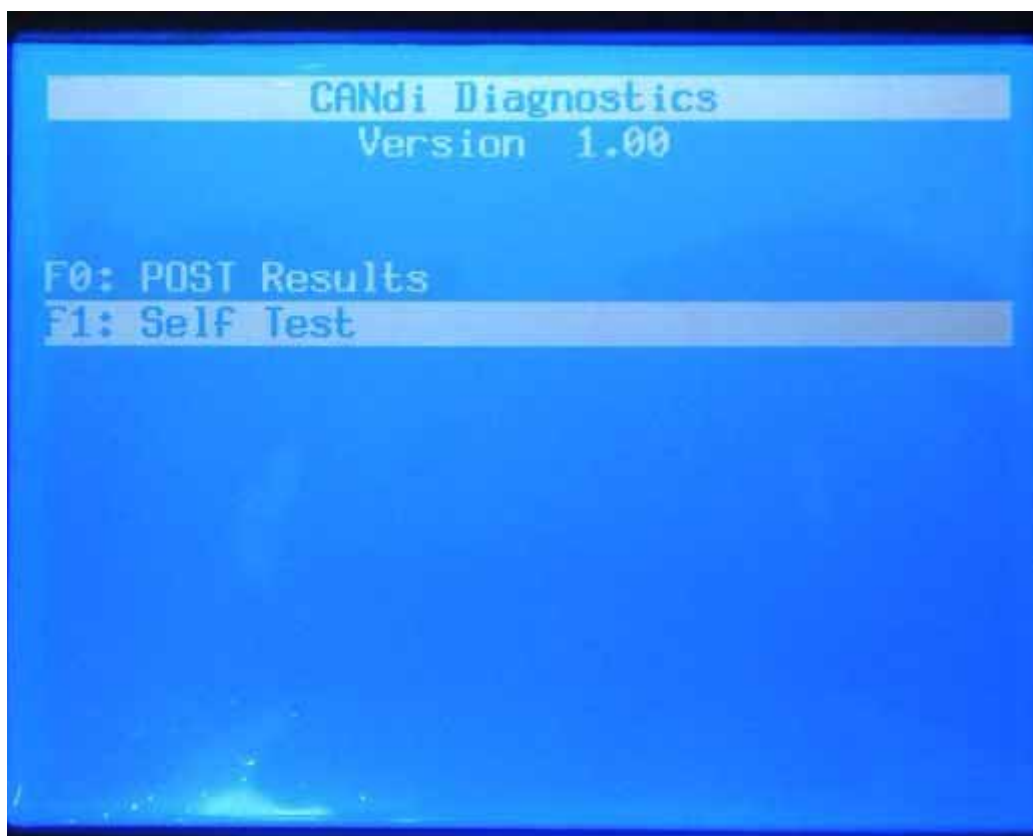 CANdi Diagnostics
Version 1.00
F0: POST Results
F1: Self Test